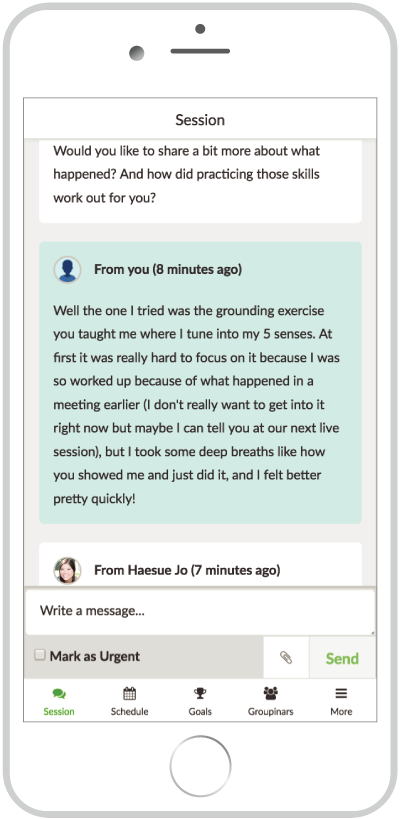 Session
Would you like to share a bit more about what
happened? And how did practicing those skills
work out for you?
From you (8 minutes ago)
Well the one I tried was the grounding exercise
you taught me where I tune into my 5 senses. At
first it was really hard to focus on it because I was
so worked up because of what happened in a
meeting earlier (I don't really want to get into it
right now but maybe I can tell you at our next live
session), but I took some deep breaths like how
you showed me and just did it, and I felt better
pretty quickly!
From Haesue Jo (7 minutes ago)
Write a message...
Mark as Urgent
Send
Session
Schedule
Goals
Groupinars
More